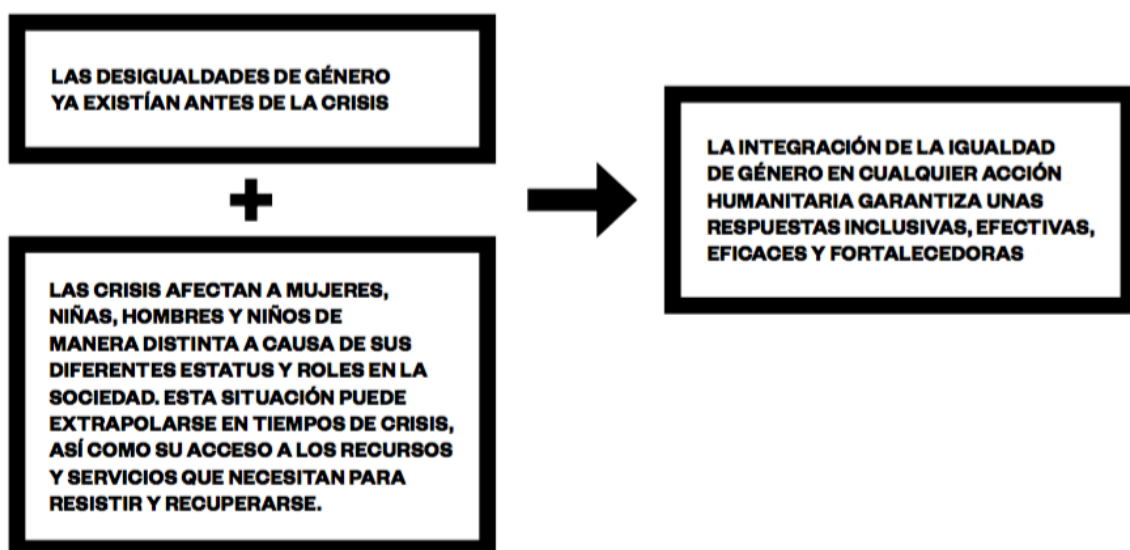 LAS DESIGUALDADES DE GÉNERO
YA EXISTÍAN ANTES DE LA CRISIS
+
LAS CRISIS AFECTAN A MUJERES,
NIÑAS, HOMBRES Y NIÑOS DE
MANERA DISTINTA A CAUSA DE SUS
DIFERENTES ESTATUS Y ROLES EN LA
SOCIEDAD. ESTA SITUACIÓN PUEDE
EXTRAPOLARSE EN TIEMPOS DE CRISIS,
ASÍ COMO SU ACCESO A LOS RECURSOS
Y SERVICIOS QUE NECESITAN PARA
RESISTIR Y RECUPERARSE.
LA INTEGRACIÓN DE LA IGUALDAD
DE GÉNERO EN CUALQUIER ACCIÓN
HUMANITARIA GARANTIZA UNAS
RESPUESTAS INCLUSIVAS, EFECTIVAS,
EFICACES Y FORTALECEDORAS